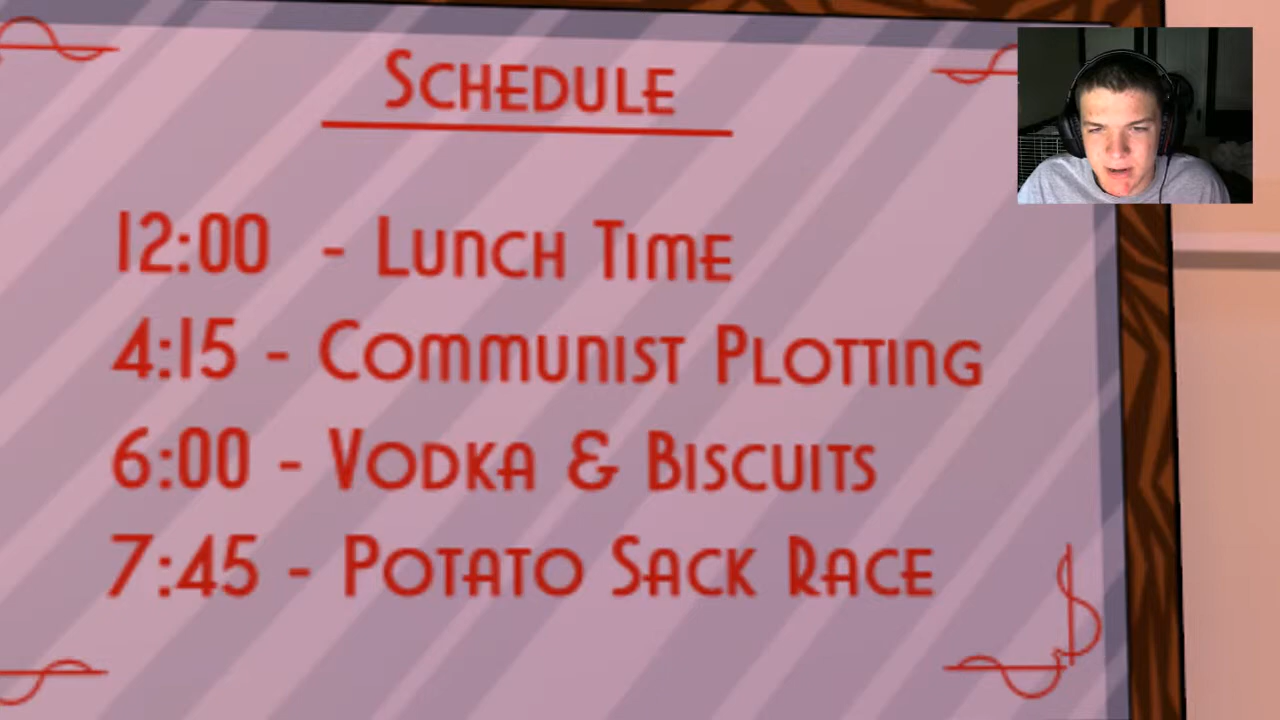 Schedule
12:00 - Lunch Time
4:15 - Communist Plotting
6:00 - Vodka & Biscuits
7:45 - Potato Sack Race